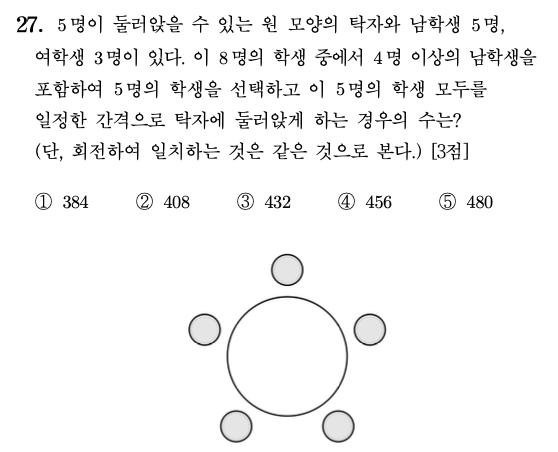 27. 5명이 둘러앉을 수 있는 원 모양의 탁자와 남학생 5명,
여학생 3명이 있다. 이 8명의 학생 중에서 4명 이상의 남학생을
포함하여 5명의 학생을 선택하고 이 5명의 학생 모두를
일정한 간격으로 탁자에 둘러앉게 하는 경우의 수는?
(단, 회전하여 일치하는 것은 같은 것으로 본다.) [3점]
① 384 ② 408 ③ 432 ④ 456 ⑤ 480